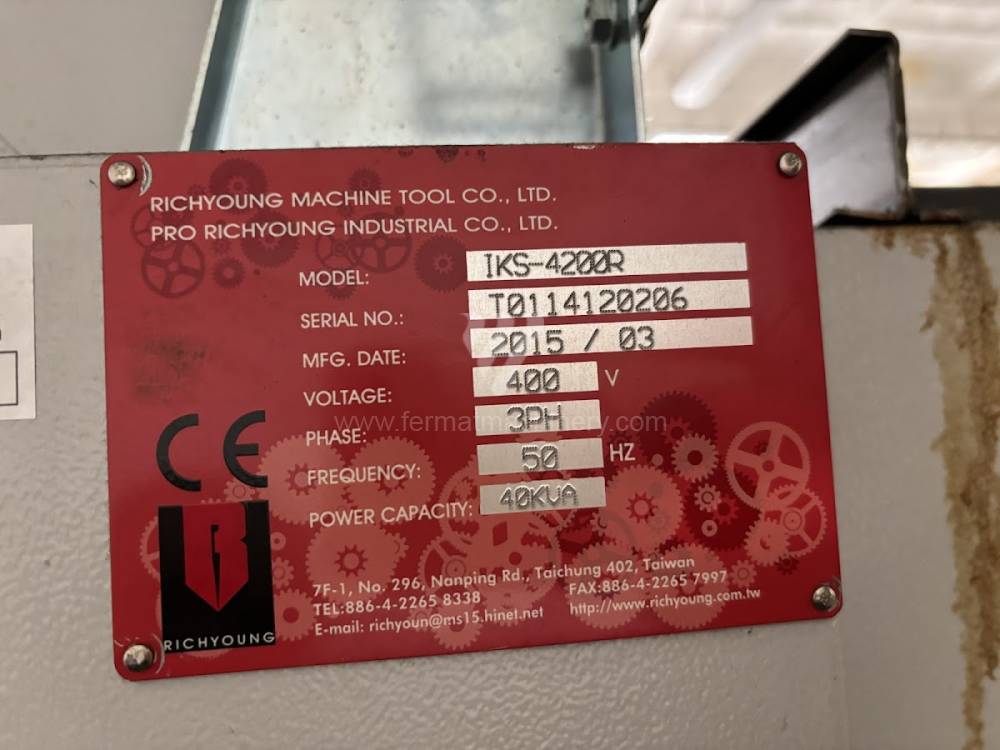 RICHYOUNG MACHINE TOOL CO., LTD.
PRO RICHYOUNG INDUSTRIAL CO., LTD.
MODEL: IKS-4200R
SERIAL NO.: T0114120206
MFG. DATE: 2015 / 03
VOLTAGE: 400 V
PHASE: 3PH
FREQUENCY: 50 HZ
POWER CAPACITY: 40KVA
CE
RICHYOUNG
7F-1, No. 296, Nanping Rd., Taichung 402, Taiwan
TEL:886-4-2265 8338 FAX:886-4-2265 7997
E-mail: richyoun@ms15.hinet.net http://www.richyoung.com.tw
www.fermatmachinery.com